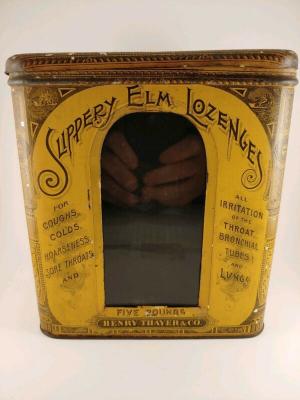 SLIPPERY ELM LOZENGES
FOR
COUGHS,
COLDS,
HOARSENESS,
SORE THROATS,
AND
ALL
IRRITATION
OF THE
THROAT,
BRONCHIAL
TUBES
AND
LUNGS
FIVE POUNDS
HENRY THAYER & CO.